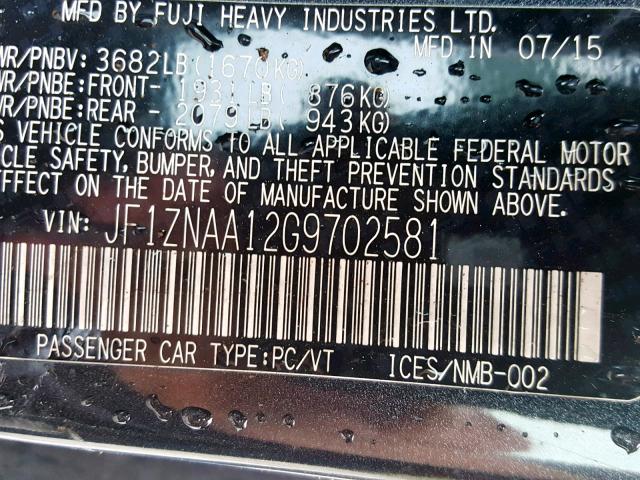 MFD BY FUJI HEAVY INDUSTRIES LTD.
MFD IN 07/15
WR/PNBV: 3682LB(1670KG)
WR/PNBE:FRONT- 1931LB( 876KG)
WR/PNBE:REAR - 2079LB( 943KG)
S VEHICLE CONFORMS TO ALL APPLICABLE FEDERAL MOTOR
ICLE SAFETY, BUMPER, AND THEFT PREVENTION STANDARDS
EFFECT ON THE DATE OF MANUFACTURE SHOWN ABOVE.
VIN: JF1ZNAA12G9702581
PASSENGER CAR TYPE:PC/VT ICES/NMB-002